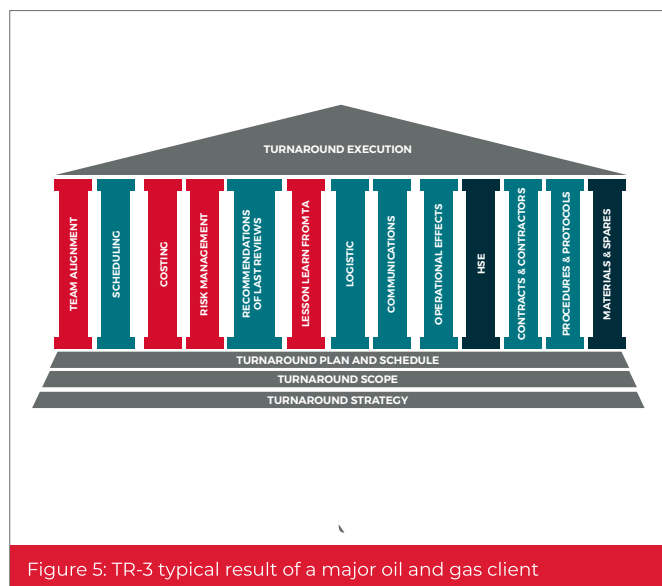 TURNAROUND EXECUTION
TEAM ALIGNMENT
SCHEDULING
COSTING
RISK MANAGEMENT
RECOMMENDATIONS
OF LAST REVIEWS
LESSON LEARN FROM TA
LOGISTIC
COMMUNICATIONS
OPERATIONAL EFFECTS
HSE
CONTRACTS & CONTRACTORS
PROCEDURES & PROTOCOLS
MATERIALS & SPARES
TURNAROUND PLAN AND SCHEDULE
TURNAROUND SCOPE
TURNAROUND STRATEGY
Figure 5: TR-3 typical result of a major oil and gas client